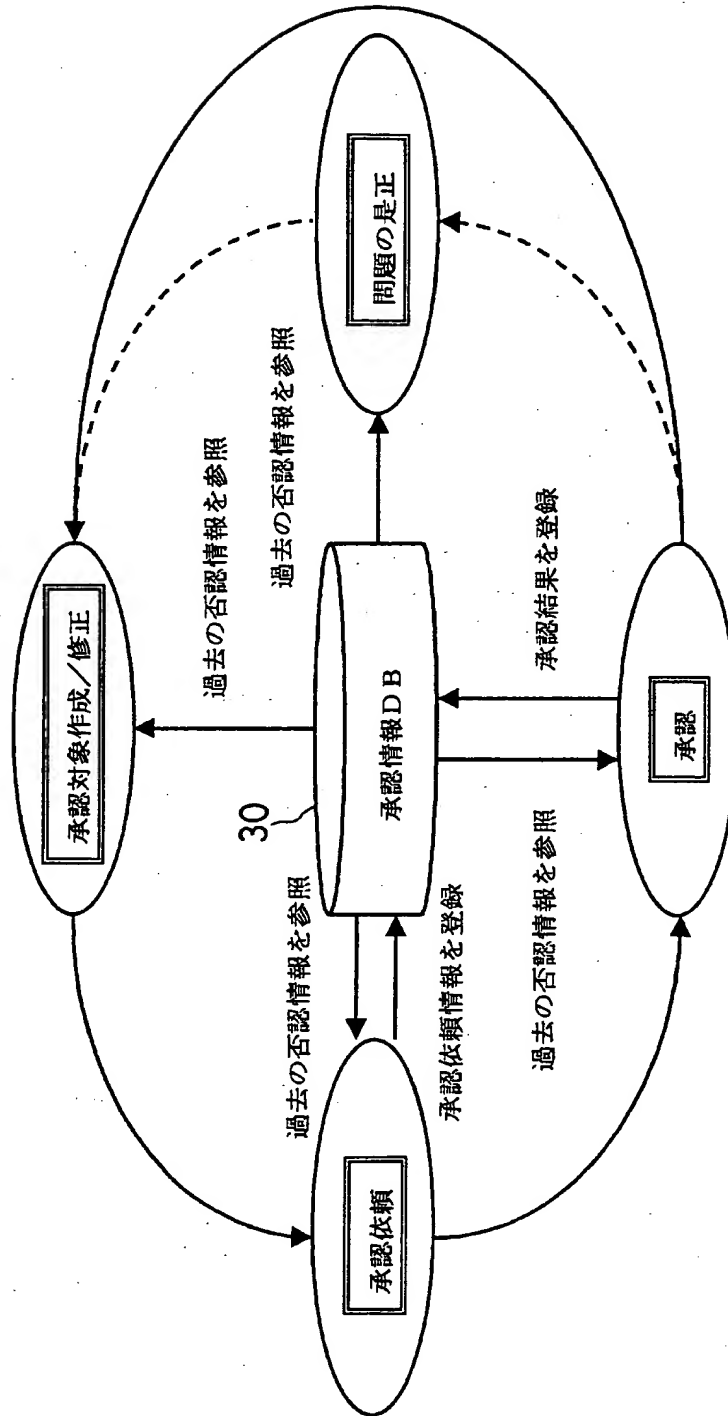 承認対象作成/修正
過去の否認情報を参照
過去の否認情報を参照
問題の是正
30
承認情報DB
過去の否認情報を参照
承認依頼情報を登録
承認依頼
承認結果を登録
過去の否認情報を参照
承認